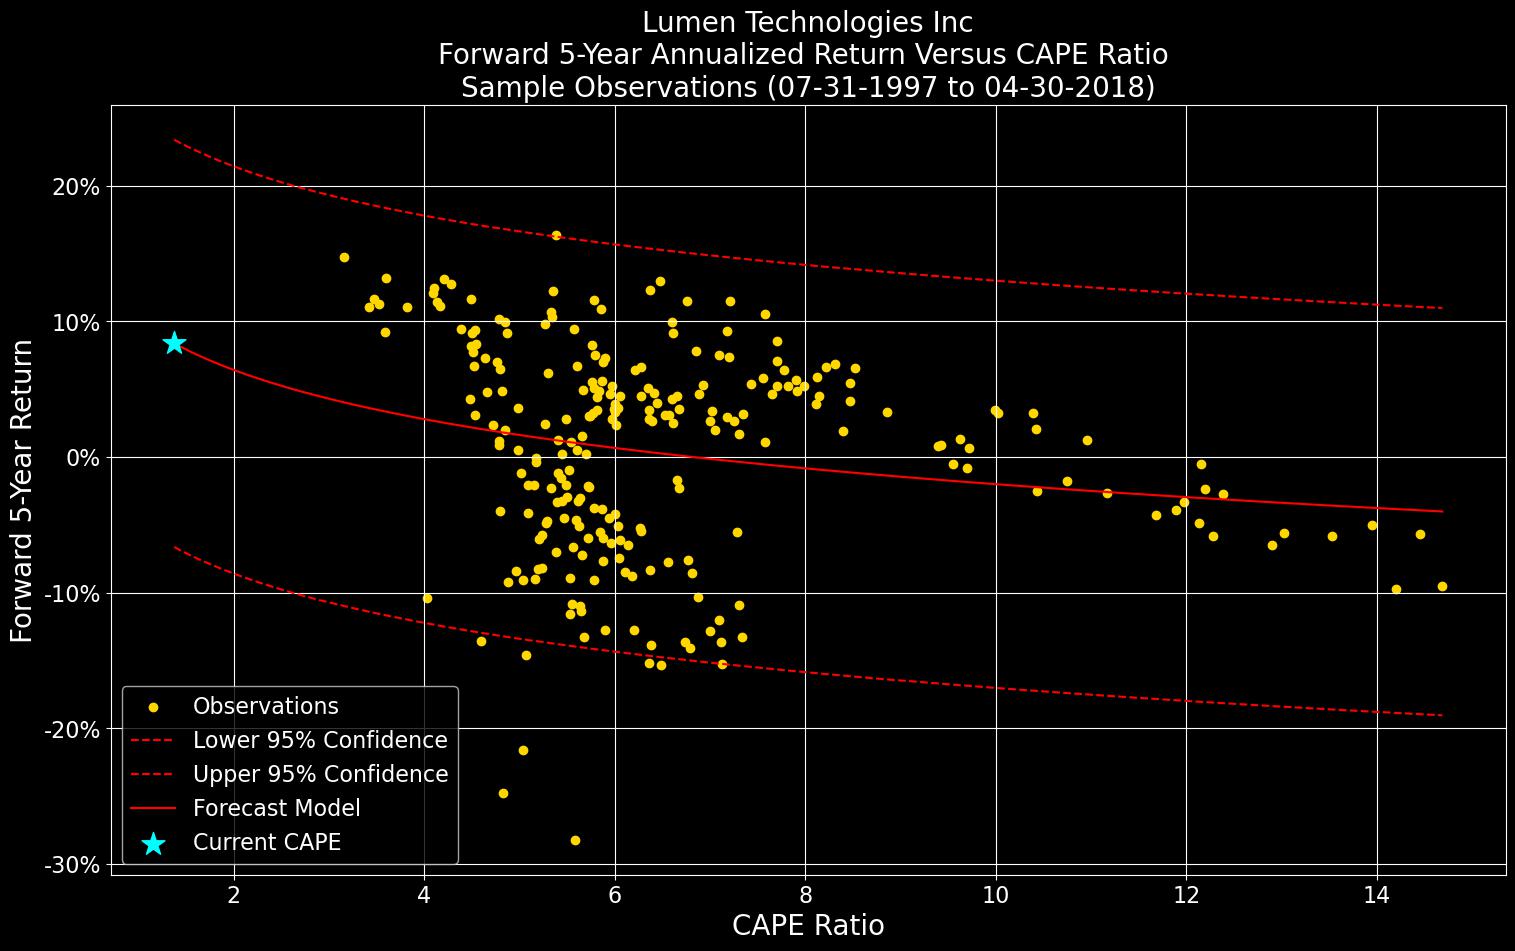 Lumen Technologies Inc
Forward 5-Year Annualized Return Versus CAPE Ratio
Sample Observations (07-31-1997 to 04-30-2018)
Forward 5-Year Return
20%
10%
0%
-10%
-20%
-30%
Observations
Lower 95% Confidence
Upper 95% Confidence
Forecast Model
Current CAPE
2 4 6 8 10 12 14
CAPE Ratio